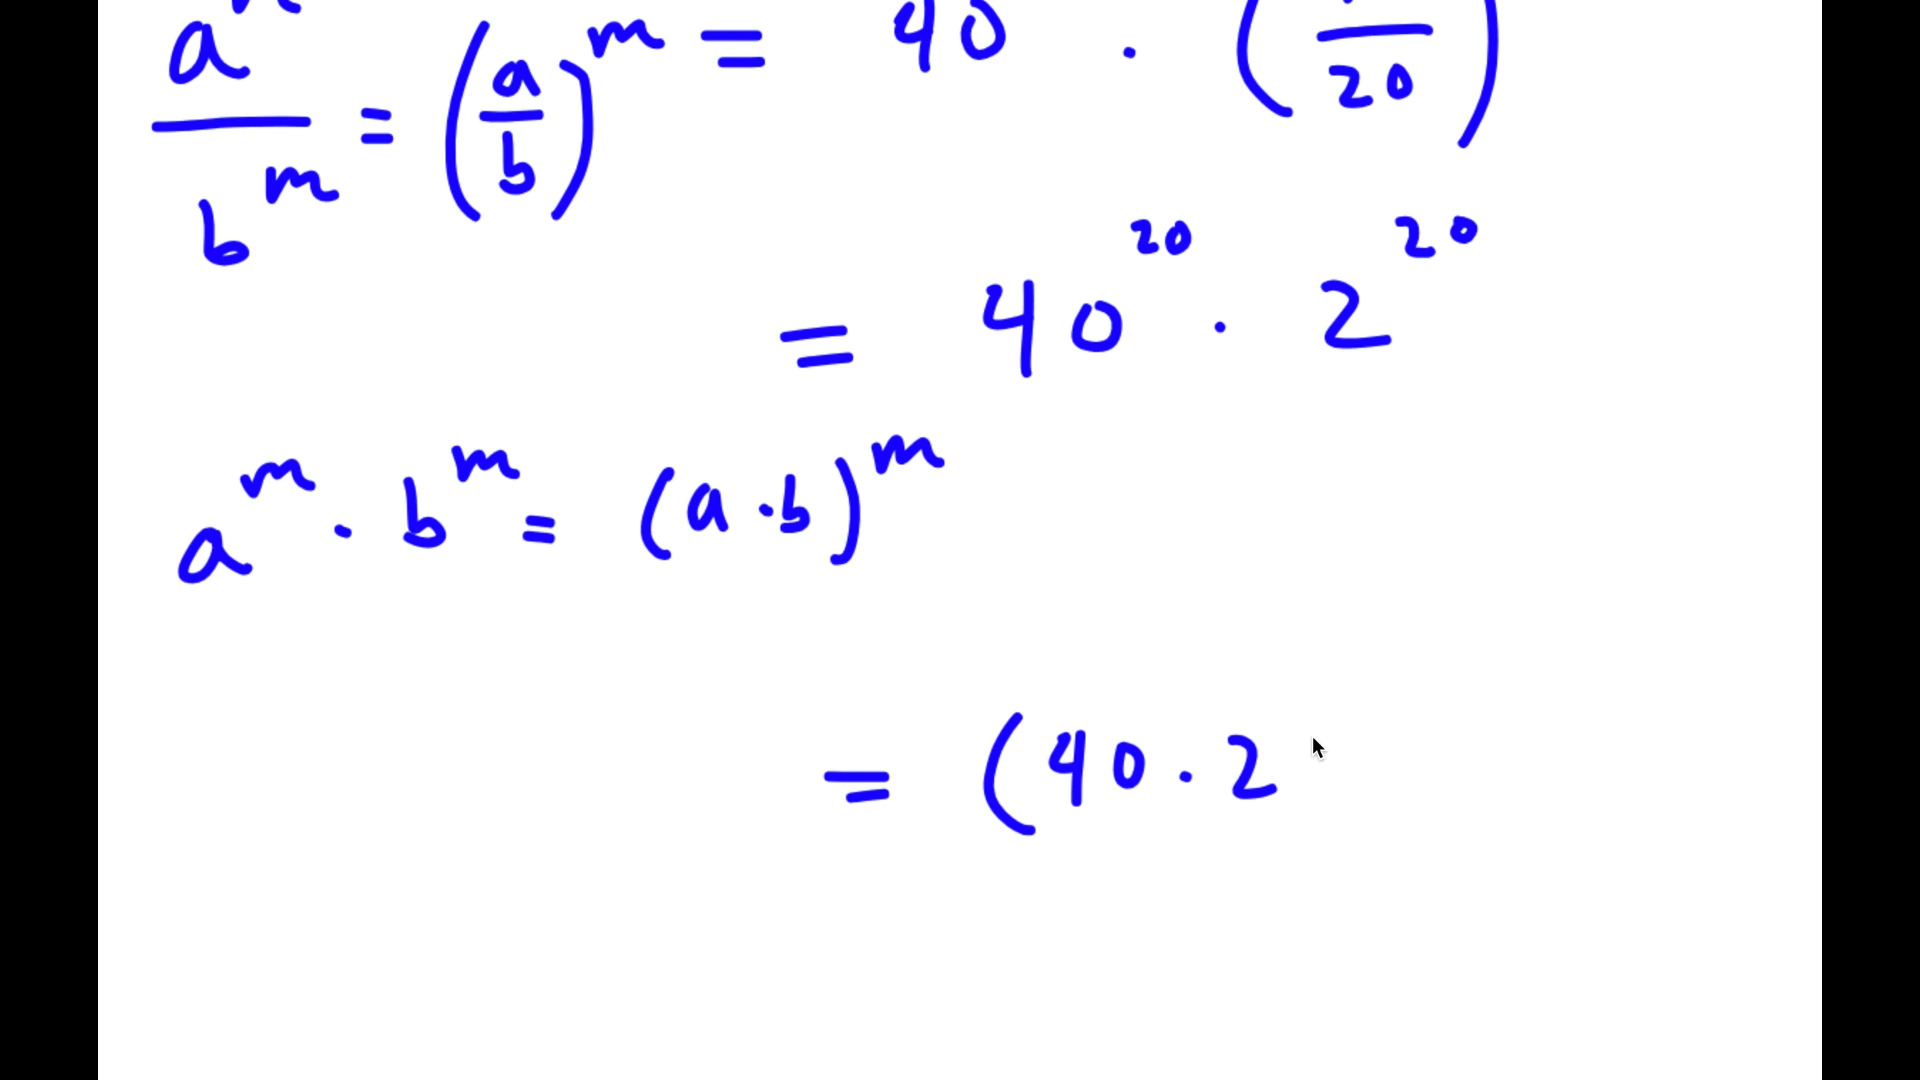 a^m / b^m = (a/b)^m = 40 · ( /20)
= 40^20 · 2^20
a^m · b^m = (a · b)^m
= (40 · 2